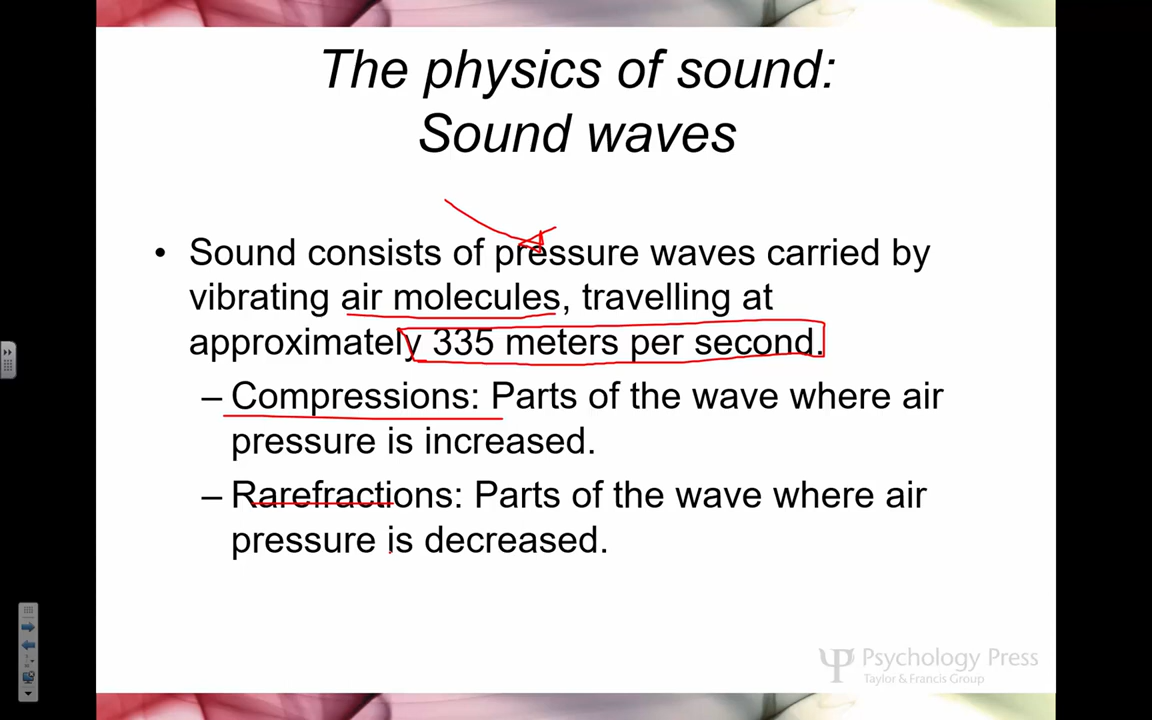 The physics of sound:
Sound waves
• Sound consists of pressure waves carried by
vibrating air molecules, travelling at
approximately 335 meters per second.
– Compressions: Parts of the wave where air
pressure is increased.
– Rarefractions: Parts of the wave where air
pressure is decreased.
Psychology Press
Taylor & Francis Group